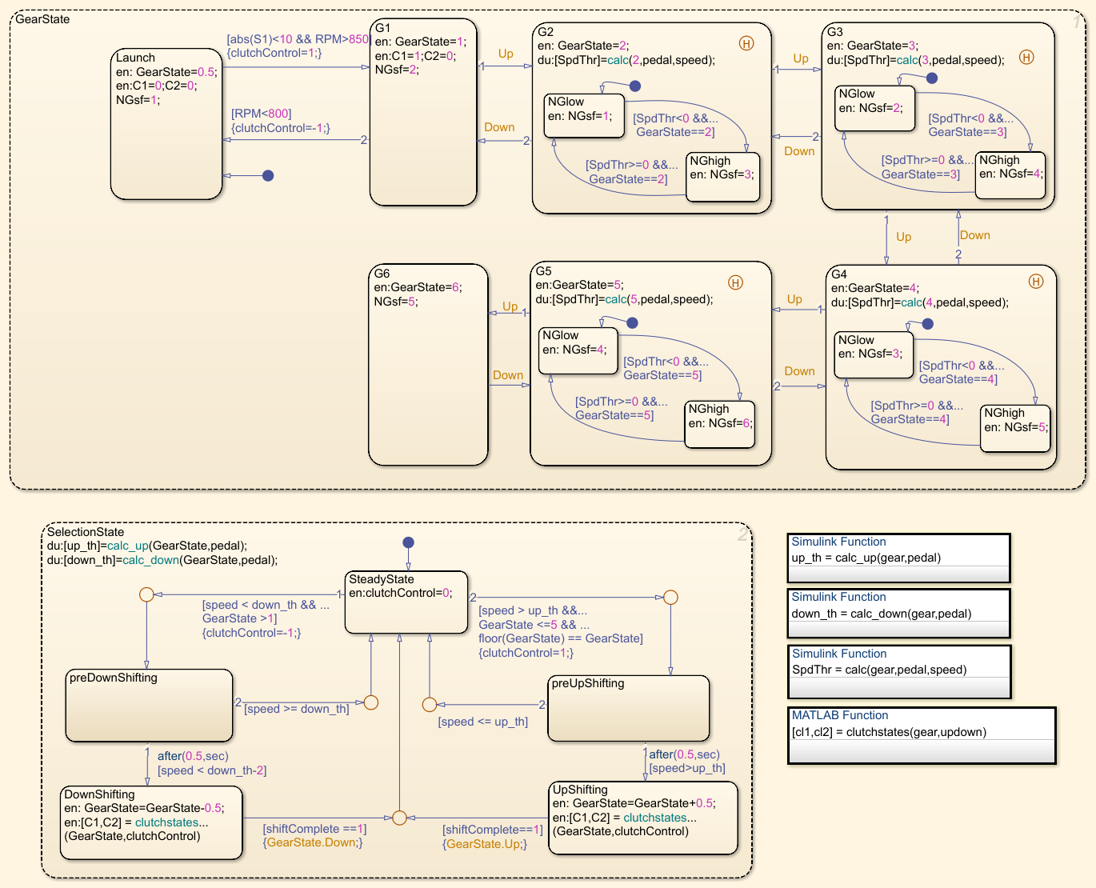 GearState
1
Launch
en: GearState=0.5;
en:C1=0;C2=0;
NGsf=1;
[abs(S1)<10 && RPM>850]
{clutchControl=1;}
1
[RPM<800]
{clutchControl=-1;}
2
G1
en: GearState=1;
en:C1=1;C2=0;
NGsf=2;
1
Up
Down
2
G2
en: GearState=2;
du:[SpdThr]=calc(2,pedal,speed);
H
NGlow
en: NGsf=1;
[SpdThr<0 &&...
GearState==2]
[SpdThr>=0 &&...
GearState==2]
NGhigh
en: NGsf=3;
1
Up
2
Down
G3
en: GearState=3;
du:[SpdThr]=calc(3,pedal,speed);
H
NGlow
en: NGsf=2;
[SpdThr<0 &&...
GearState==3]
[SpdThr>=0 &&...
GearState==3]
NGhigh
en: NGsf=4;
1
Up
Down
2
G6
en:GearState=6;
NGsf=5;
Up
1
Down
G5
en:GearState=5;
du:[SpdThr]=calc(5,pedal,speed);
H
NGlow
en: NGsf=4;
[SpdThr<0 &&...
GearState==5]
[SpdThr>=0 &&...
GearState==5]
NGhigh
en: NGsf=6;
Up
1
Down
2
G4
en:GearState=4;
du:[SpdThr]=calc(4,pedal,speed);
H
NGlow
en: NGsf=3;
[SpdThr<0 &&...
GearState==4]
[SpdThr>=0 &&...
GearState==4]
NGhigh
en: NGsf=5;
SelectionState
2
du:[up_th]=calc_up(GearState,pedal);
du:[down_th]=calc_down(GearState,pedal);
SteadyState
en:clutchControl=0;
1
[speed < down_th && ...
GearState >1]
{clutchControl=-1;}
2
[speed > up_th &&...
GearState <=5 && ...
floor(GearState) == GearState]
{clutchControl=1;}
preDownShifting
2
[speed >= down_th]
preUpShifting
2
[speed <= up_th]
1
after(0.5,sec)
[speed < down_th-2]
1
after(0.5,sec)
[speed>up_th]
DownShifting
en: GearState=GearState-0.5;
en:[C1,C2] = clutchstates...
(GearState,clutchControl)
[shiftComplete ==1]
{GearState.Down;}
[shiftComplete==1]
{GearState.Up;}
UpShifting
en: GearState=GearState+0.5;
en:[C1,C2] = clutchstates...
(GearState,clutchControl)
Simulink Function
up_th = calc_up(gear,pedal)
Simulink Function
down_th = calc_down(gear,pedal)
Simulink Function
SpdThr = calc(gear,pedal,speed)
MATLAB Function
[cl1,cl2] = clutchstates(gear,updown)